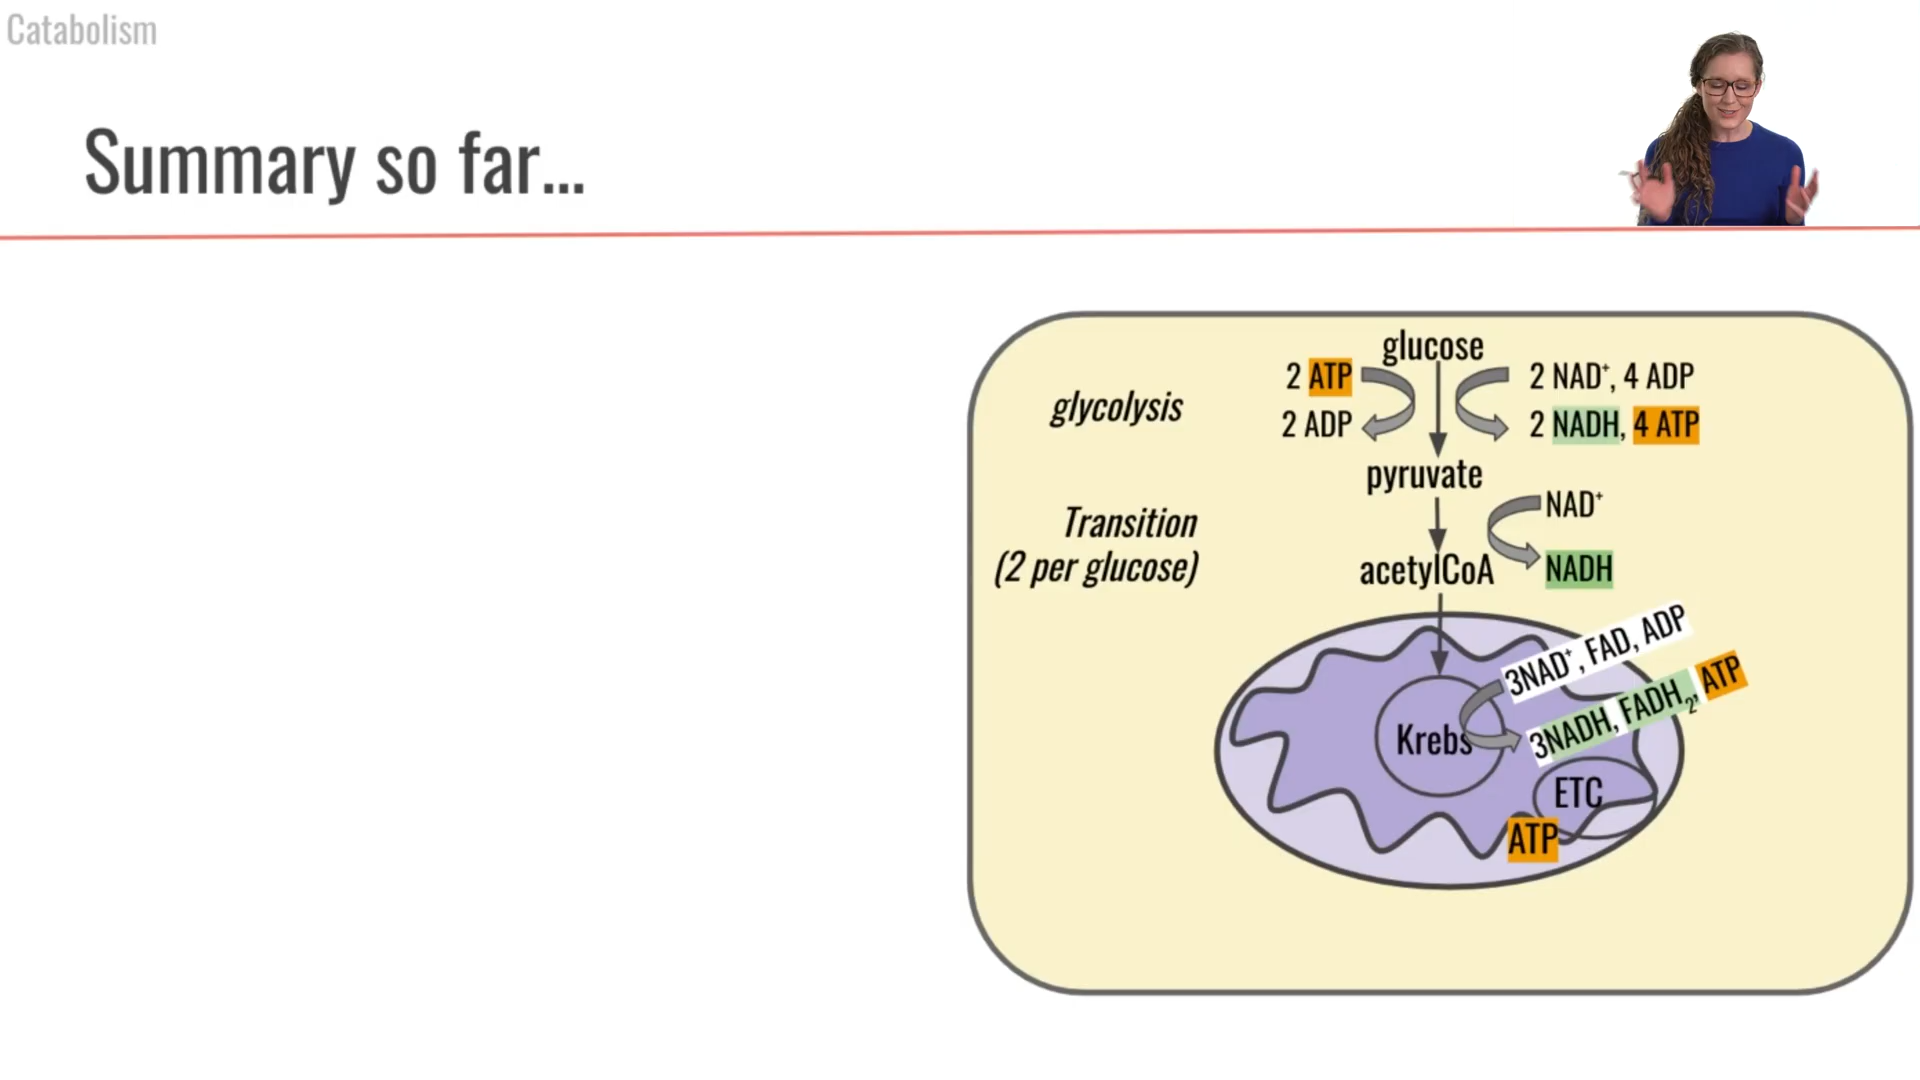 Catabolism
Summary so far...
glucose
2 ATP
2 NAD⁺, 4 ADP
glycolysis
2 ADP
2 NADH, 4 ATP
pyruvate
NAD⁺
Transition
(2 per glucose)
acetylCoA
NADH
3NAD⁺, FAD, ADP
3NADH, FADH₂, ATP
Krebs
ETC
ATP